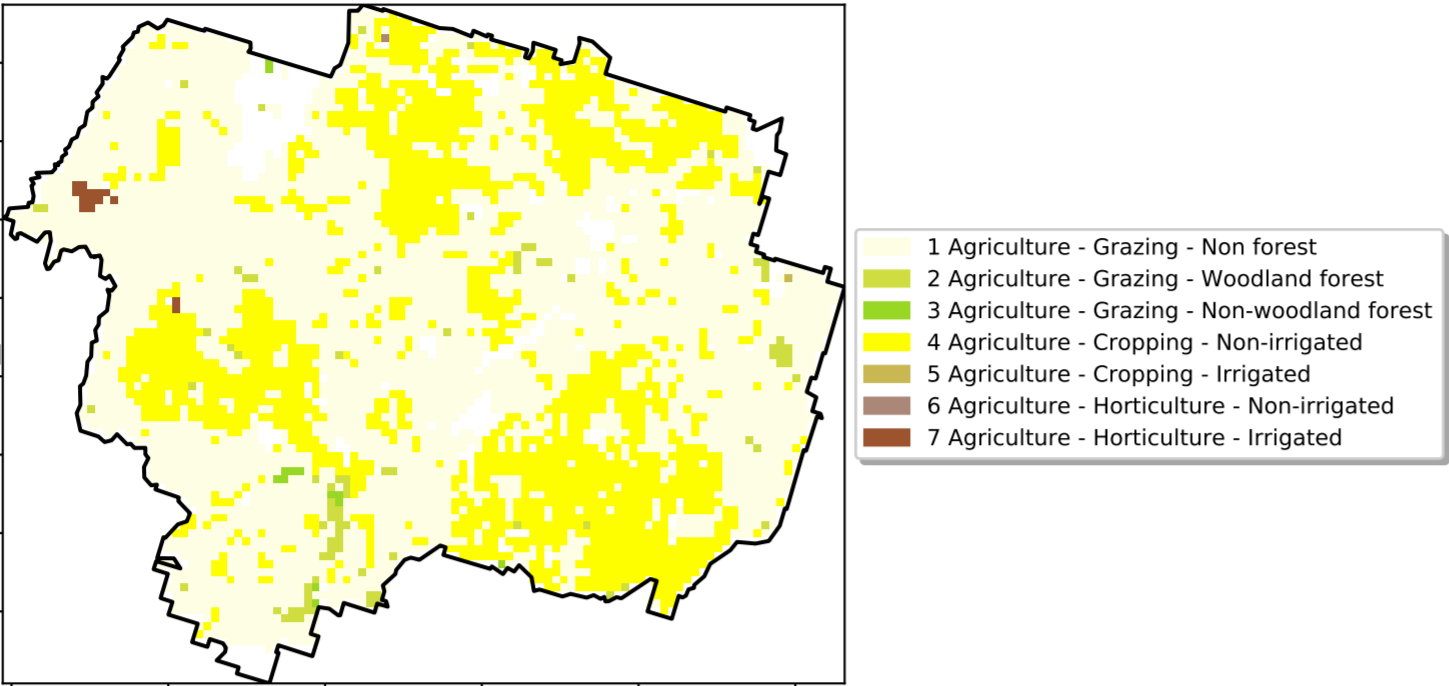 1 Agriculture - Grazing - Non forest
2 Agriculture - Grazing - Woodland forest
3 Agriculture - Grazing - Non-woodland forest
4 Agriculture - Cropping - Non-irrigated
5 Agriculture - Cropping - Irrigated
6 Agriculture - Horticulture - Non-irrigated
7 Agriculture - Horticulture - Irrigated